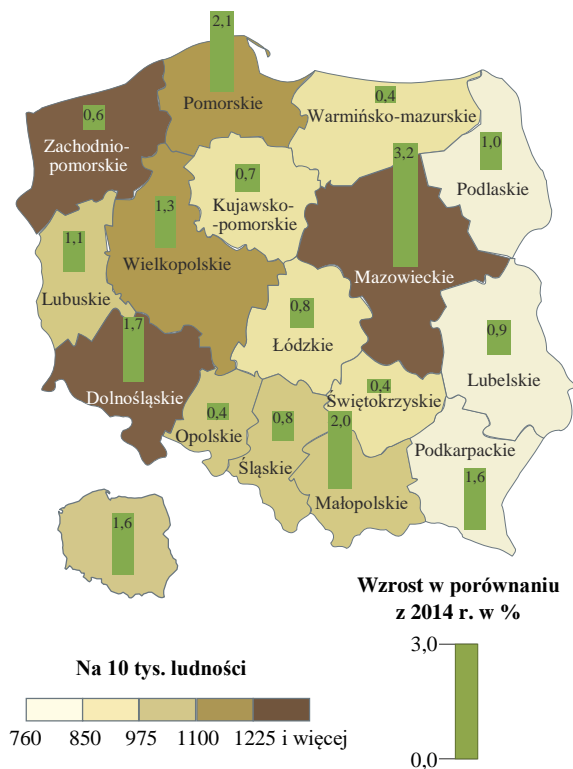 2,1
Pomorskie
0,6
Zachodnio-
pomorskie
0,4
Warmińsko-mazurskie
3,2
1,0
Podlaskie
0,7
Kujawsko-
-pomorskie
1,3
Wielkopolskie
Mazowieckie
1,1
Lubuskie
1,7
Dolnośląskie
0,8
Łódzkie
0,9
Lubelskie
0,4
Opolskie
0,8
Śląskie
0,4
Świętokrzyskie
2,0
Małopolskie
Podkarpackie
1,6
1,6
Wzrost w porównaniu
z 2014 r. w %
3,0
0,0
Na 10 tys. ludności
760 850 975 1100 1225 i więcej